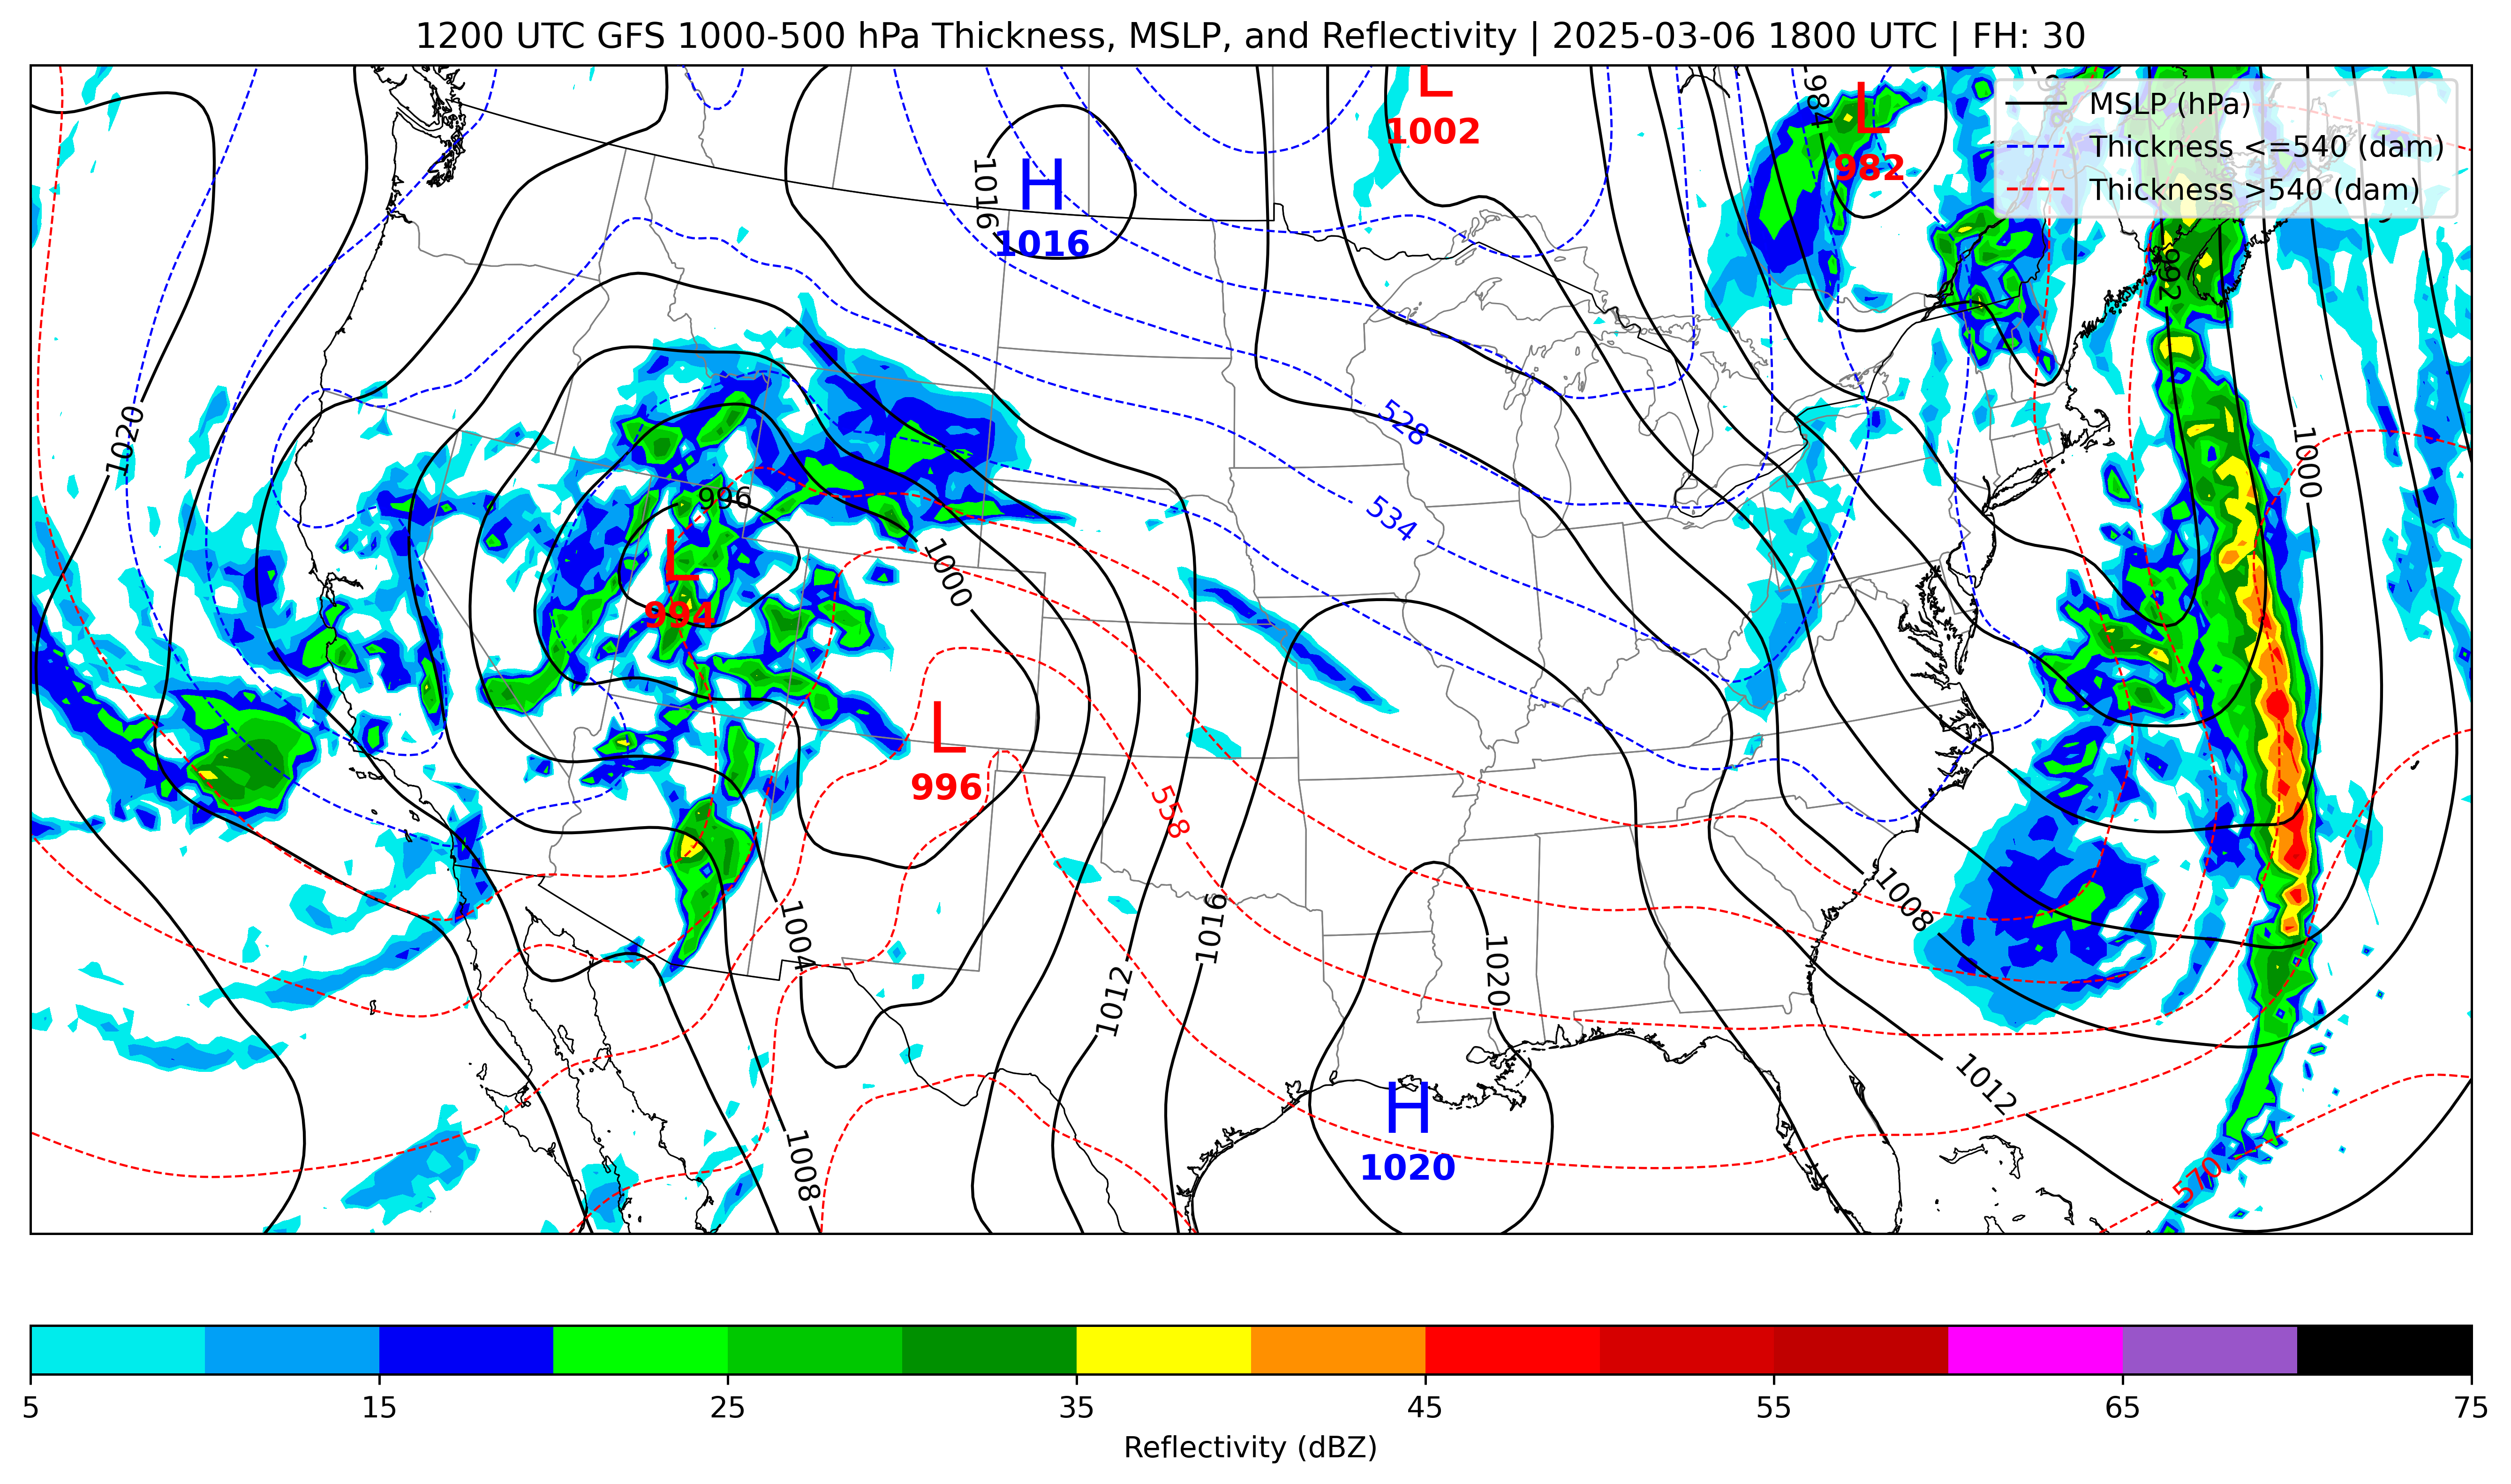 1200 UTC GFS 1000-500 hPa Thickness, MSLP, and Reflectivity | 2025-03-06 1800 UTC | FH: 30
MSLP (hPa)
Thickness <=540 (dam)
Thickness >540 (dam)
L
1002
984
L
982
H
1016
1016
992
1020
528
1000
996
534
L
994
1000
L
996
558
1004
1016
1008
1020
1012
1012
H
1020
1008
570
5 15 25 35 45 55 65 75
Reflectivity (dBZ)